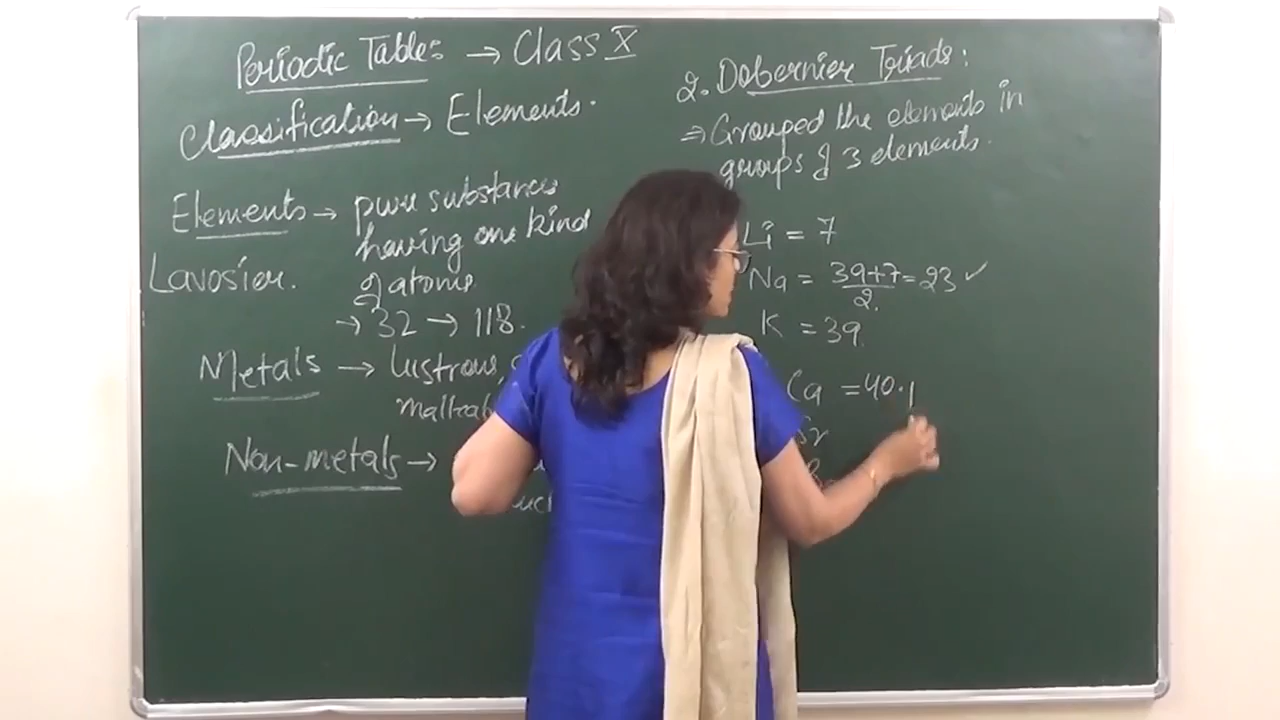 Periodic Table: → Class X
Classification → Elements.
Elements → pure substances
having one kind
of atoms
Lavosier.
→ 32 → 118.
Metals → lustrous,
malleab
Non-metals →
2. Dobernier Triads:
⇒ Grouped the elements in
groups of 3 elements.
Li = 7
Na = 39+7/2. = 23 ✓
K = 39.
Ca = 40.1
Sr